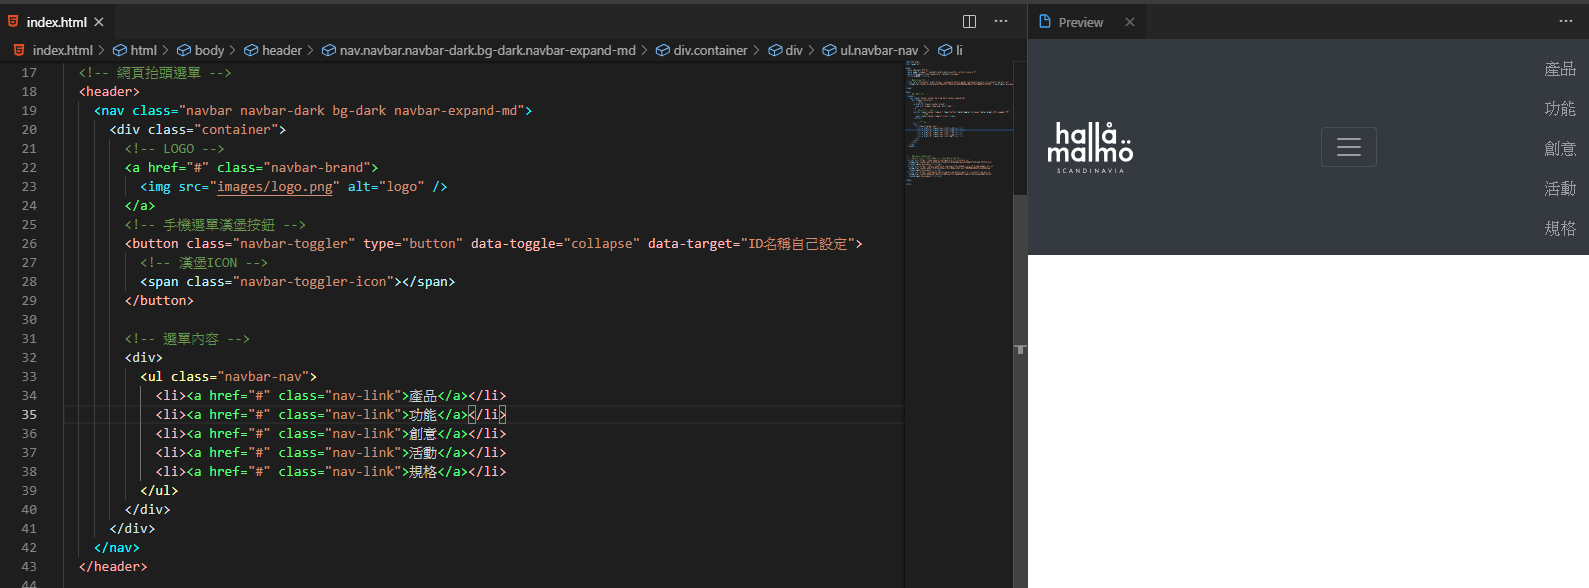 index.html
Preview
index.html > html > body > header > nav.navbar.navbar-dark.bg-dark.navbar-expand-md > div.container > div > ul.navbar-nav > li
17 <!-- 網頁抬頭選單 -->
18 <header>
19 <nav class="navbar navbar-dark bg-dark navbar-expand-md">
20 <div class="container">
21 <!-- LOGO -->
22 <a href="#" class="navbar-brand">
23 <img src="images/logo.png" alt="logo" />
24 </a>
25 <!-- 手機選單漢堡按鈕 -->
26 <button class="navbar-toggler" type="button" data-toggle="collapse" data-target="ID名稱自己設定">
27 <!-- 漢堡ICON -->
28 <span class="navbar-toggler-icon"></span>
29 </button>
30
31 <!-- 選單內容 -->
32 <div>
33 <ul class="navbar-nav">
34 <li><a href="#" class="nav-link">產品</a></li>
35 <li><a href="#" class="nav-link">功能</a></li>
36 <li><a href="#" class="nav-link">創意</a></li>
37 <li><a href="#" class="nav-link">活動</a></li>
38 <li><a href="#" class="nav-link">規格</a></li>
39 </ul>
40 </div>
41 </div>
42 </nav>
43 </header>
44
hallå
malmö
SCANDINAVIA
產品
功能
創意
活動
規格